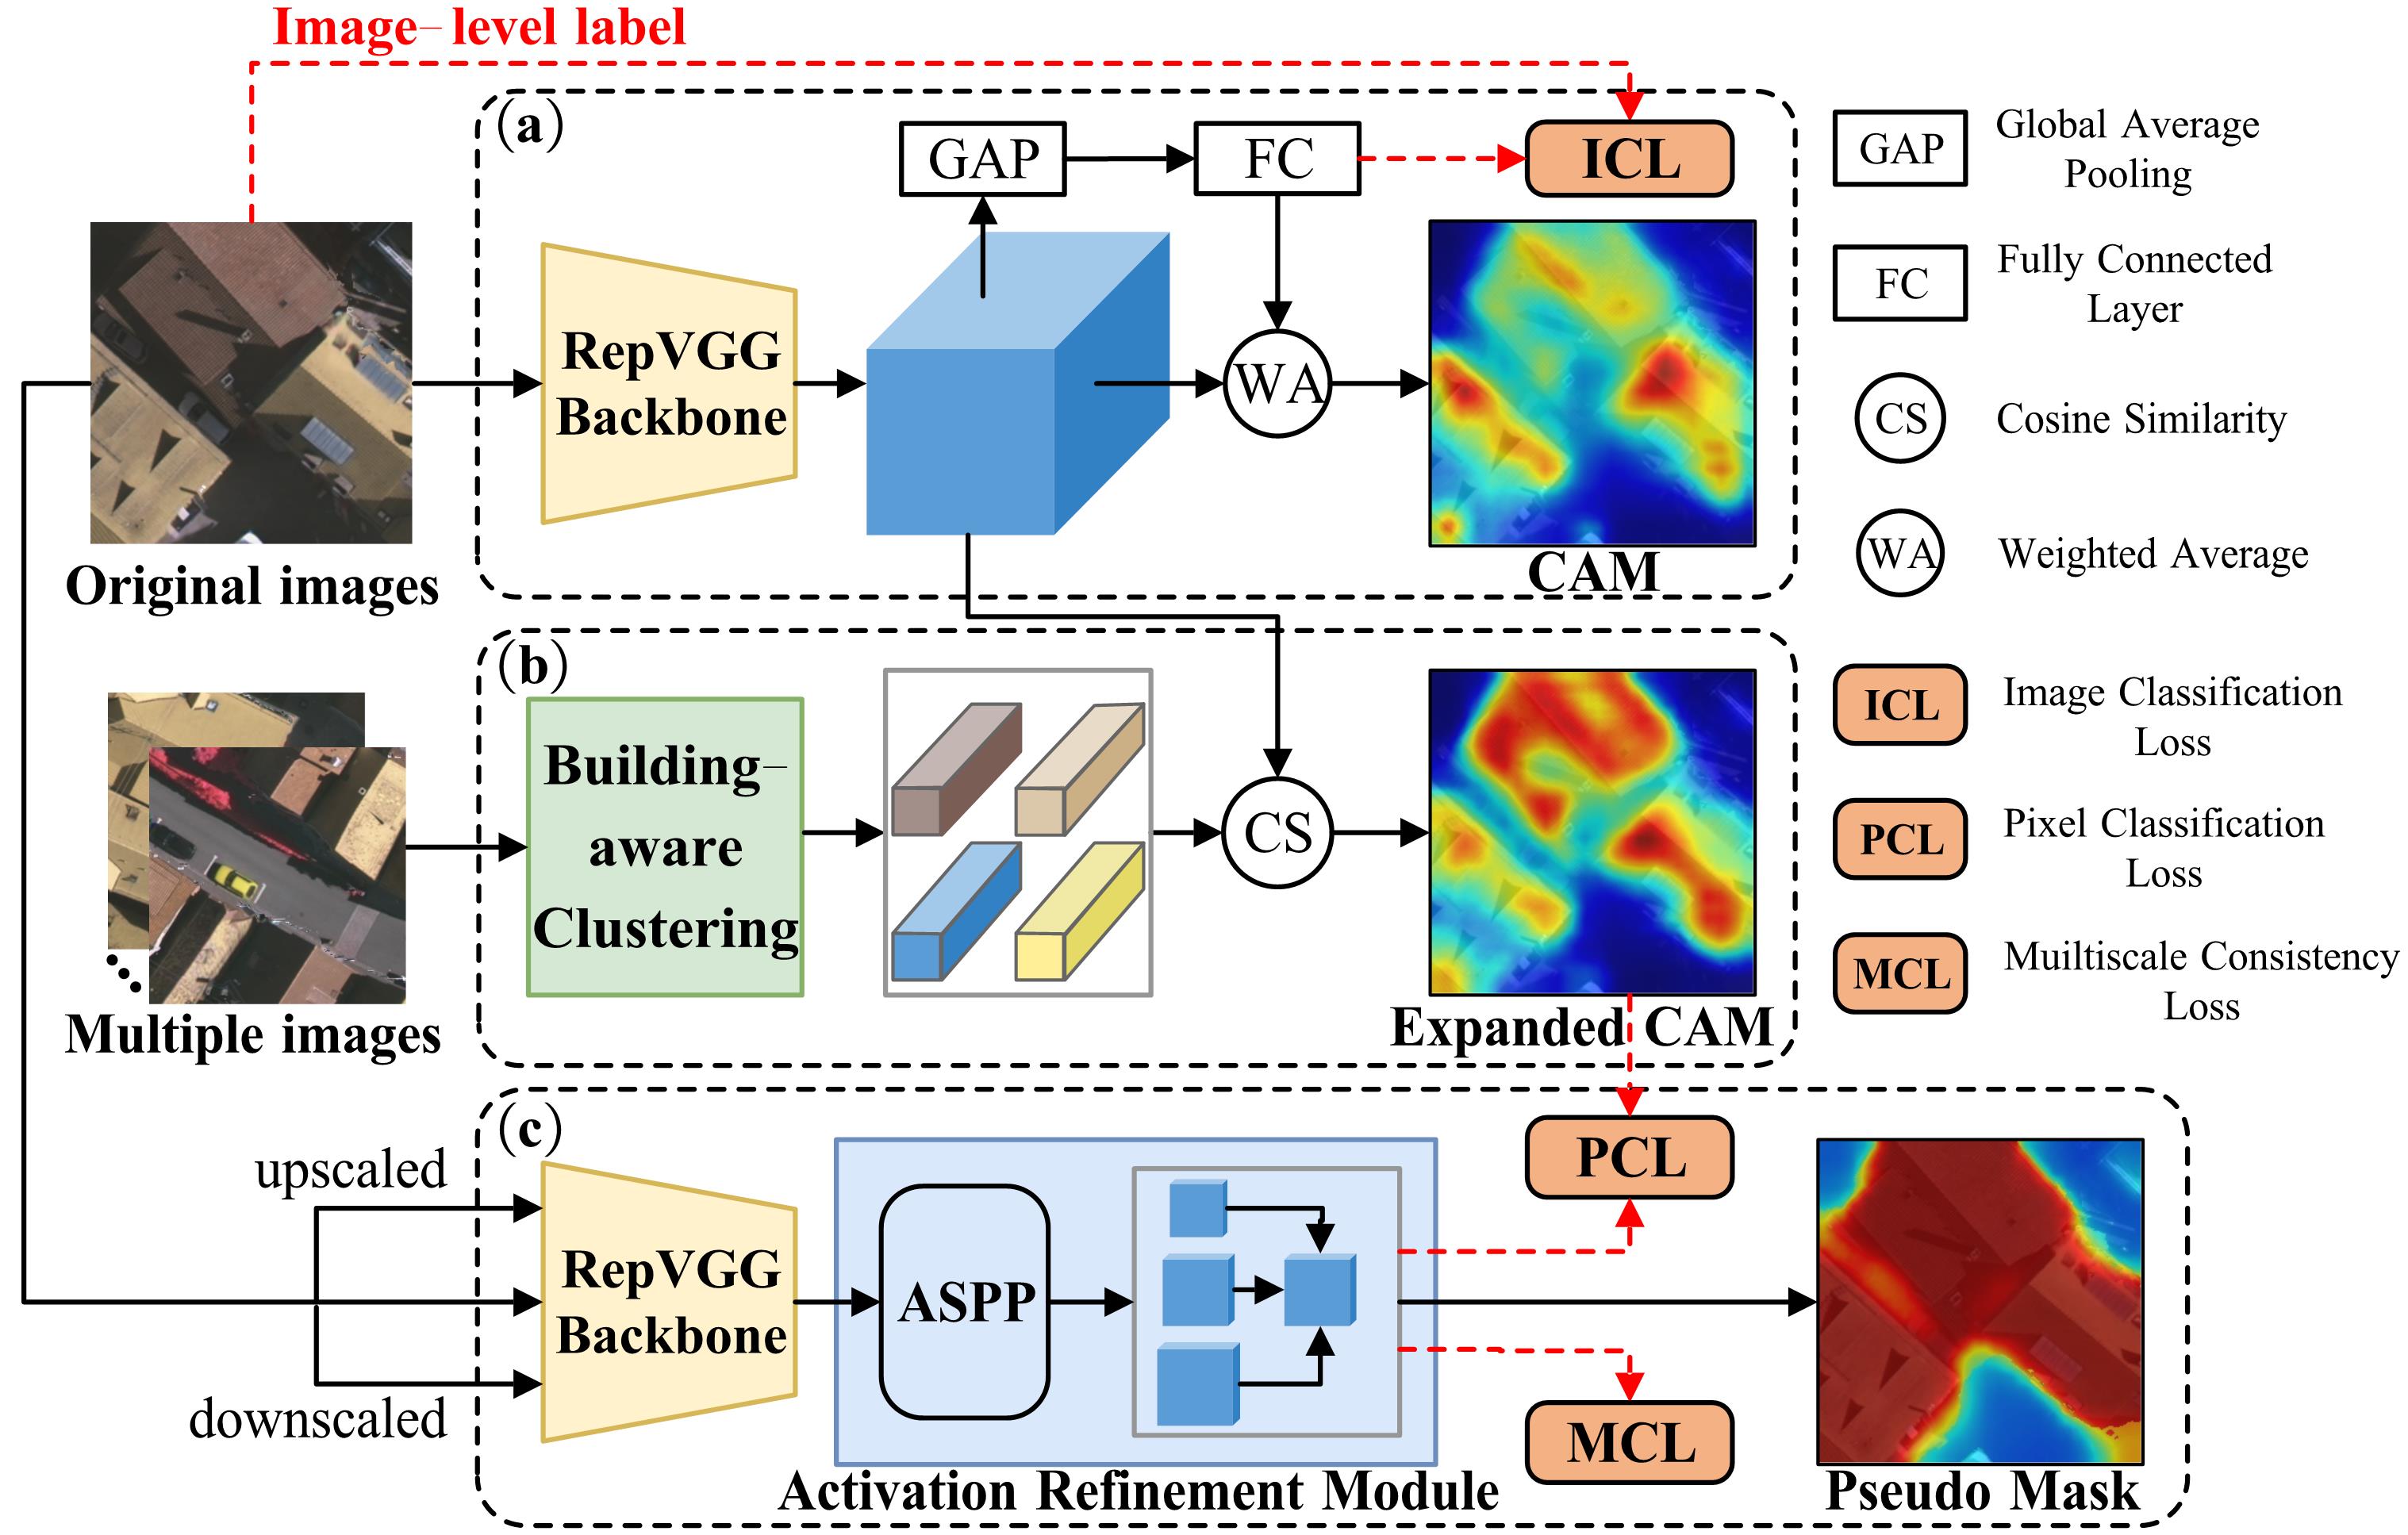 Image-level label
(a)
GAP
FC
ICL
RepVGG
Backbone
WA
CAM
Original images
(b)
Building-
aware
Clustering
CS
Expanded CAM
Multiple images
(c)
upscaled
downscaled
RepVGG
Backbone
ASPP
PCL
MCL
Activation Refinement Module
Pseudo Mask
GAP
Global Average
Pooling
FC
Fully Connected
Layer
CS
Cosine Similarity
WA
Weighted Average
ICL
Image Classification
Loss
PCL
Pixel Classification
Loss
MCL
Muiltiscale Consistency
Loss